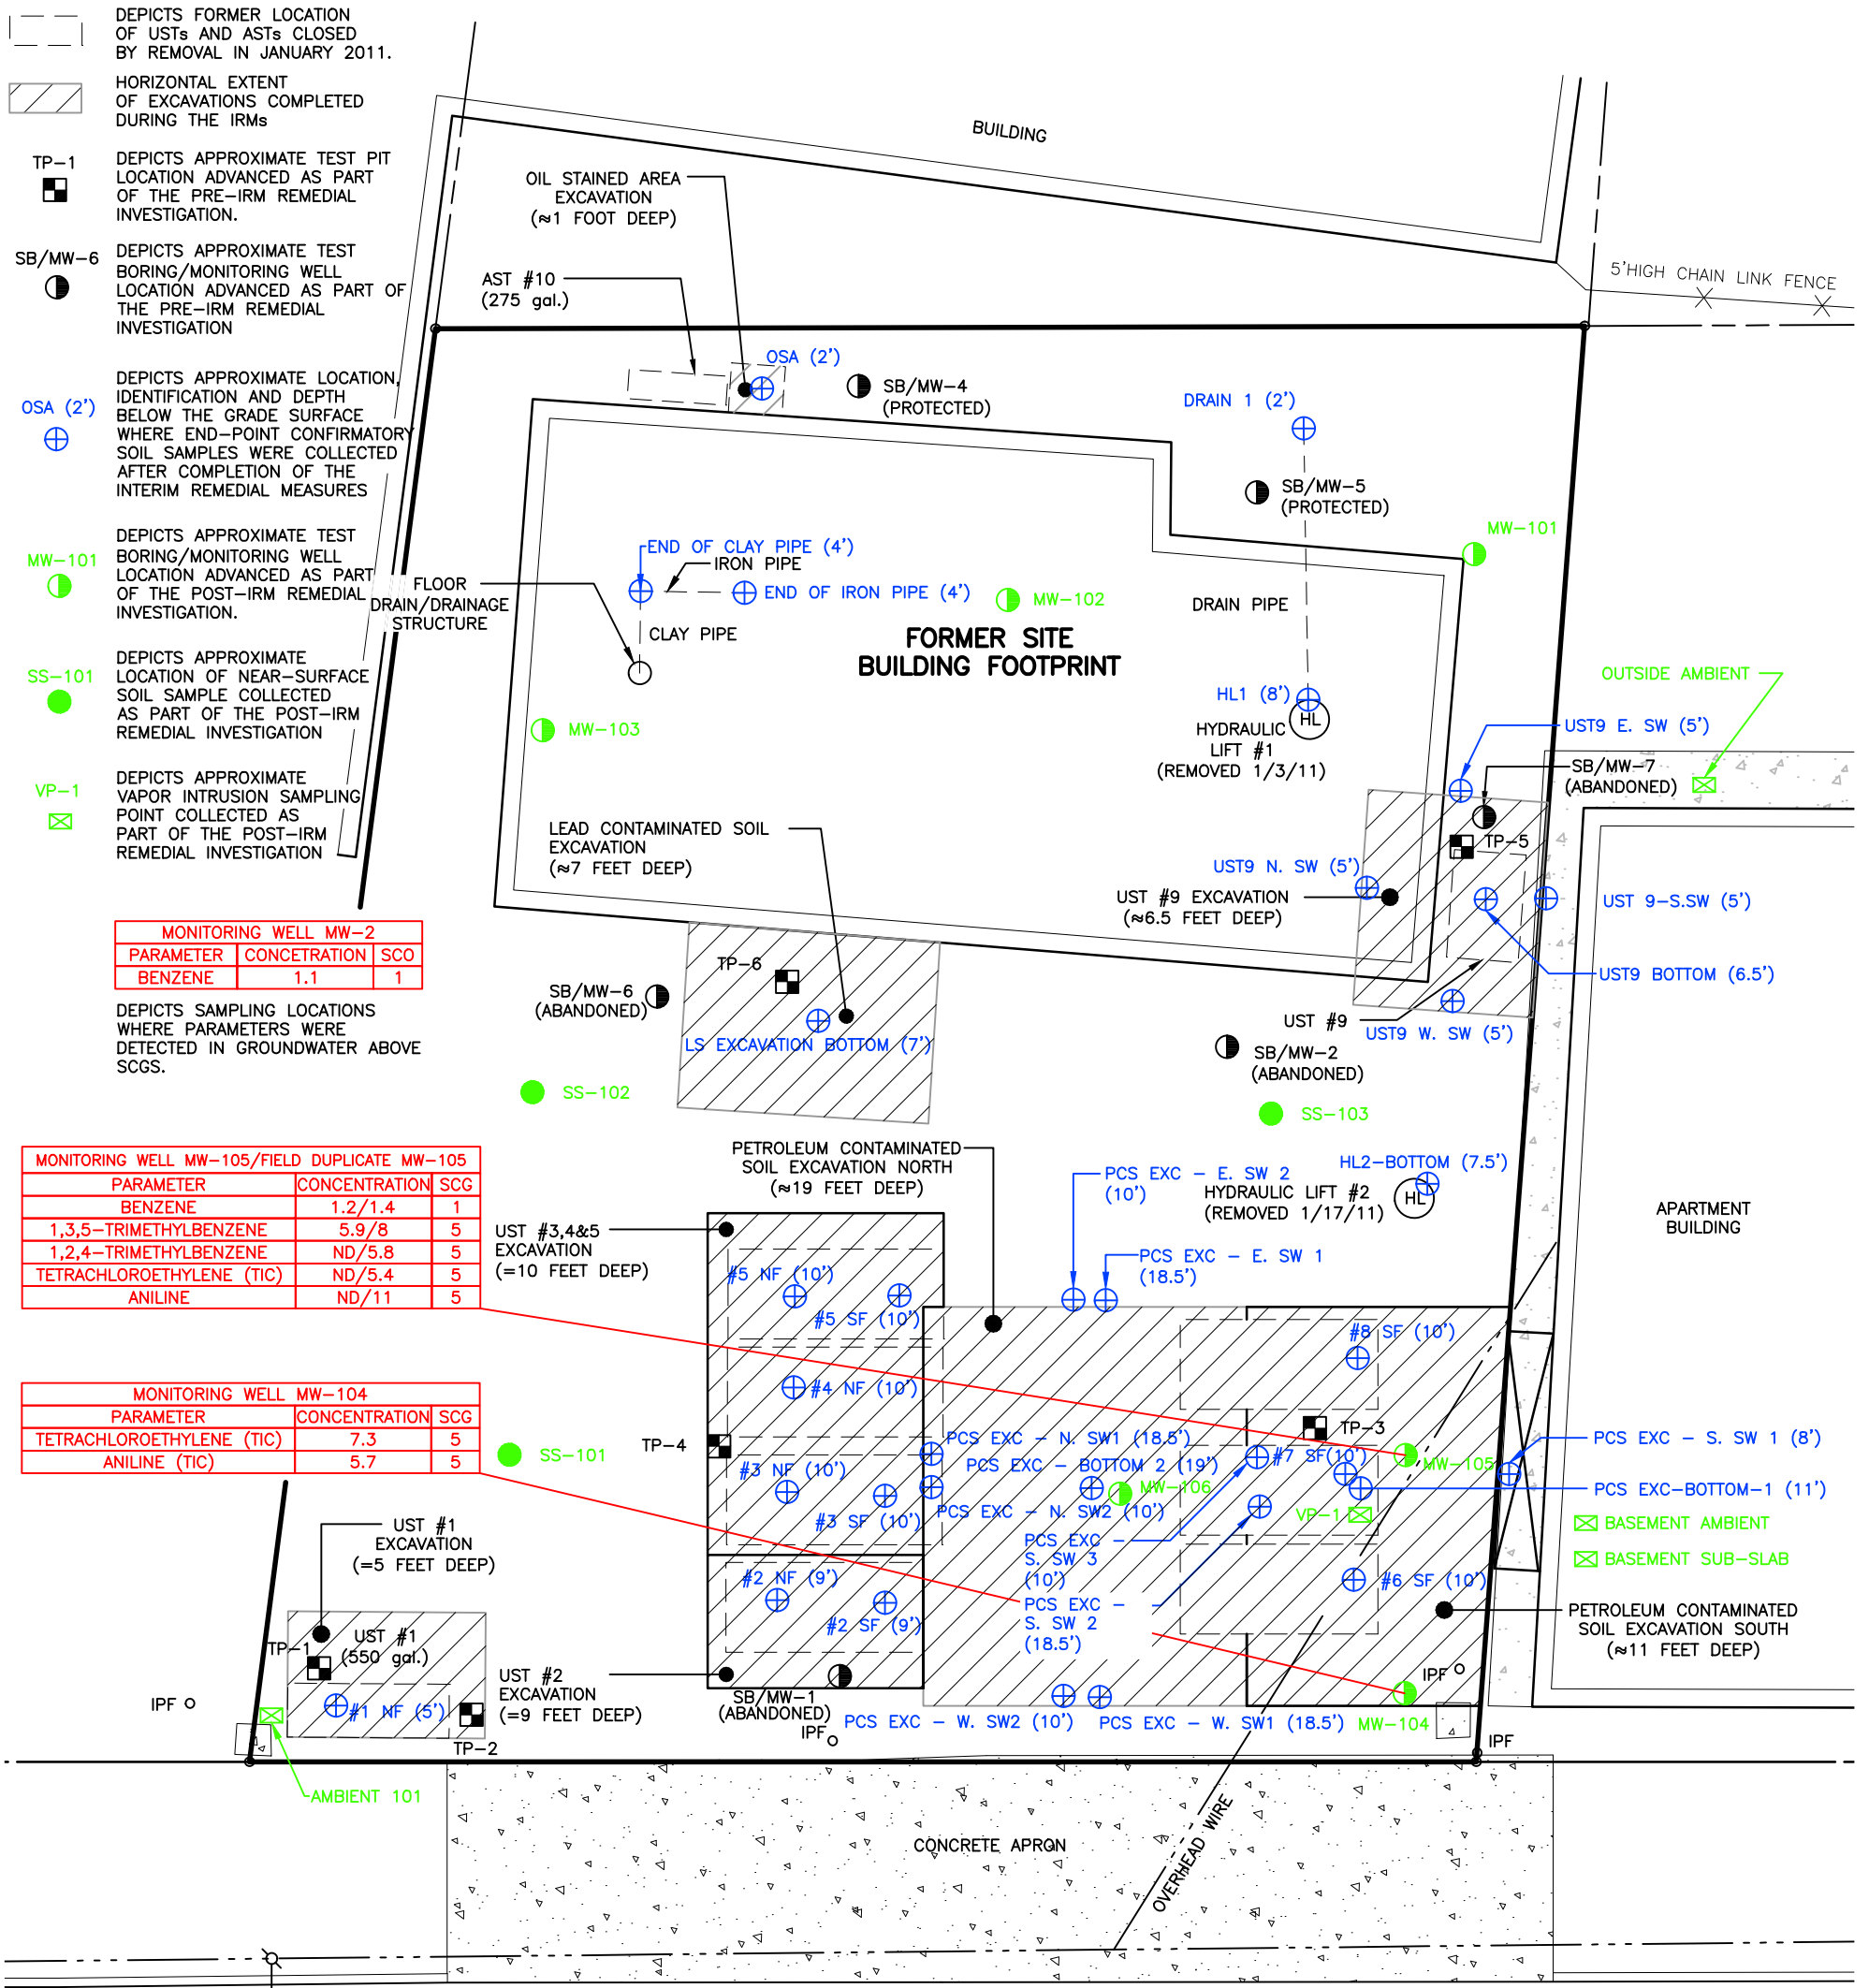 DEPICTS FORMER LOCATION
OF USTs AND ASTs CLOSED
BY REMOVAL IN JANUARY 2011.
HORIZONTAL EXTENT
OF EXCAVATIONS COMPLETED
DURING THE IRMs
TP-1
DEPICTS APPROXIMATE TEST PIT
LOCATION ADVANCED AS PART
OF THE PRE-IRM REMEDIAL
INVESTIGATION.
SB/MW-6
DEPICTS APPROXIMATE TEST
BORING/MONITORING WELL
LOCATION ADVANCED AS PART OF
THE PRE-IRM REMEDIAL
INVESTIGATION
OSA (2')
DEPICTS APPROXIMATE LOCATION,
IDENTIFICATION AND DEPTH
BELOW THE GRADE SURFACE
WHERE END-POINT CONFIRMATORY
SOIL SAMPLES WERE COLLECTED
AFTER COMPLETION OF THE
INTERIM REMEDIAL MEASURES
MW-101
DEPICTS APPROXIMATE TEST
BORING/MONITORING WELL
LOCATION ADVANCED AS PART
OF THE POST-IRM REMEDIAL
INVESTIGATION.
SS-101
DEPICTS APPROXIMATE
LOCATION OF NEAR-SURFACE
SOIL SAMPLE COLLECTED
AS PART OF THE POST-IRM
REMEDIAL INVESTIGATION
VP-1
DEPICTS APPROXIMATE
VAPOR INTRUSION SAMPLING
POINT COLLECTED AS
PART OF THE POST-IRM
REMEDIAL INVESTIGATION
MONITORING WELL MW-2
PARAMETER CONCETRATION SCO
BENZENE 1.1 1
DEPICTS SAMPLING LOCATIONS
WHERE PARAMETERS WERE
DETECTED IN GROUNDWATER ABOVE
SCGS.
MONITORING WELL MW-105/FIELD DUPLICATE MW-105
PARAMETER CONCENTRATION SCG
BENZENE 1.2/1.4 1
1,3,5-TRIMETHYLBENZENE 5.9/8 5
1,2,4-TRIMETHYLBENZENE ND/5.8 5
TETRACHLOROETHYLENE (TIC) ND/5.4 5
ANILINE ND/11 5
MONITORING WELL MW-104
PARAMETER CONCENTRATION SCG
TETRACHLOROETHYLENE (TIC) 7.3 5
ANILINE (TIC) 5.7 5
BUILDING
5'HIGH CHAIN LINK FENCE
OIL STAINED AREA
EXCAVATION
(≈1 FOOT DEEP)
AST #10
(275 gal.)
OSA (2')
SB/MW-4
(PROTECTED)
DRAIN 1 (2')
SB/MW-5
(PROTECTED)
MW-101
END OF CLAY PIPE (4')
IRON PIPE
END OF IRON PIPE (4')
MW-102
DRAIN PIPE
FLOOR
DRAIN/DRAINAGE
STRUCTURE
CLAY PIPE
FORMER SITE
BUILDING FOOTPRINT
OUTSIDE AMBIENT
HL1 (8')
HL
HYDRAULIC
LIFT #1
(REMOVED 1/3/11)
MW-103
UST9 E. SW (5')
SB/MW-7
(ABANDONED)
LEAD CONTAMINATED SOIL
EXCAVATION
(≈7 FEET DEEP)
TP-5
UST9 N. SW (5')
UST #9 EXCAVATION
(≈6.5 FEET DEEP)
UST 9-S.SW (5')
TP-6
UST9 BOTTOM (6.5')
SB/MW-6
(ABANDONED)
UST #9
UST9 W. SW (5')
LS EXCAVATION BOTTOM (7')
SB/MW-2
(ABANDONED)
SS-102
SS-103
PETROLEUM CONTAMINATED
SOIL EXCAVATION NORTH
(≈19 FEET DEEP)
PCS EXC - E. SW 2
(10')
HL2-BOTTOM (7.5')
HYDRAULIC LIFT #2
(REMOVED 1/17/11)
HL
APARTMENT
BUILDING
UST #3,4&5
EXCAVATION
(=10 FEET DEEP)
PCS EXC - E. SW 1
(18.5')
#5 NF (10')
#5 SF (10')
#8 SF (10')
#4 NF (10')
TP-3
TP-4
SS-101
PCS EXC - N. SW1 (18.5')
PCS EXC - BOTTOM 2 (19')
#7 SF(10')
MW-105
PCS EXC - S. SW 1 (8')
#3 NF (10')
MW-106
PCS EXC-BOTTOM-1 (11')
PCS EXC - N. SW2 (10')
#3 SF (10')
VP-1
BASEMENT AMBIENT
UST #1
EXCAVATION
(=5 FEET DEEP)
PCS EXC -
S. SW 3
(10')
BASEMENT SUB-SLAB
#2 NF (9')
#6 SF (10')
PCS EXC -
S. SW 2
(18.5')
#2 SF (9')
PETROLEUM CONTAMINATED
SOIL EXCAVATION SOUTH
(≈11 FEET DEEP)
TP-1
UST #1
(550 gal.)
UST #2
EXCAVATION
(=9 FEET DEEP)
IPF
IPF
#1 NF (5')
SB/MW-1
(ABANDONED)
PCS EXC - W. SW2 (10')
PCS EXC - W. SW1 (18.5')
MW-104
IPF
IPF
TP-2
AMBIENT 101
CONCRETE APRON
OVERHEAD WIRE